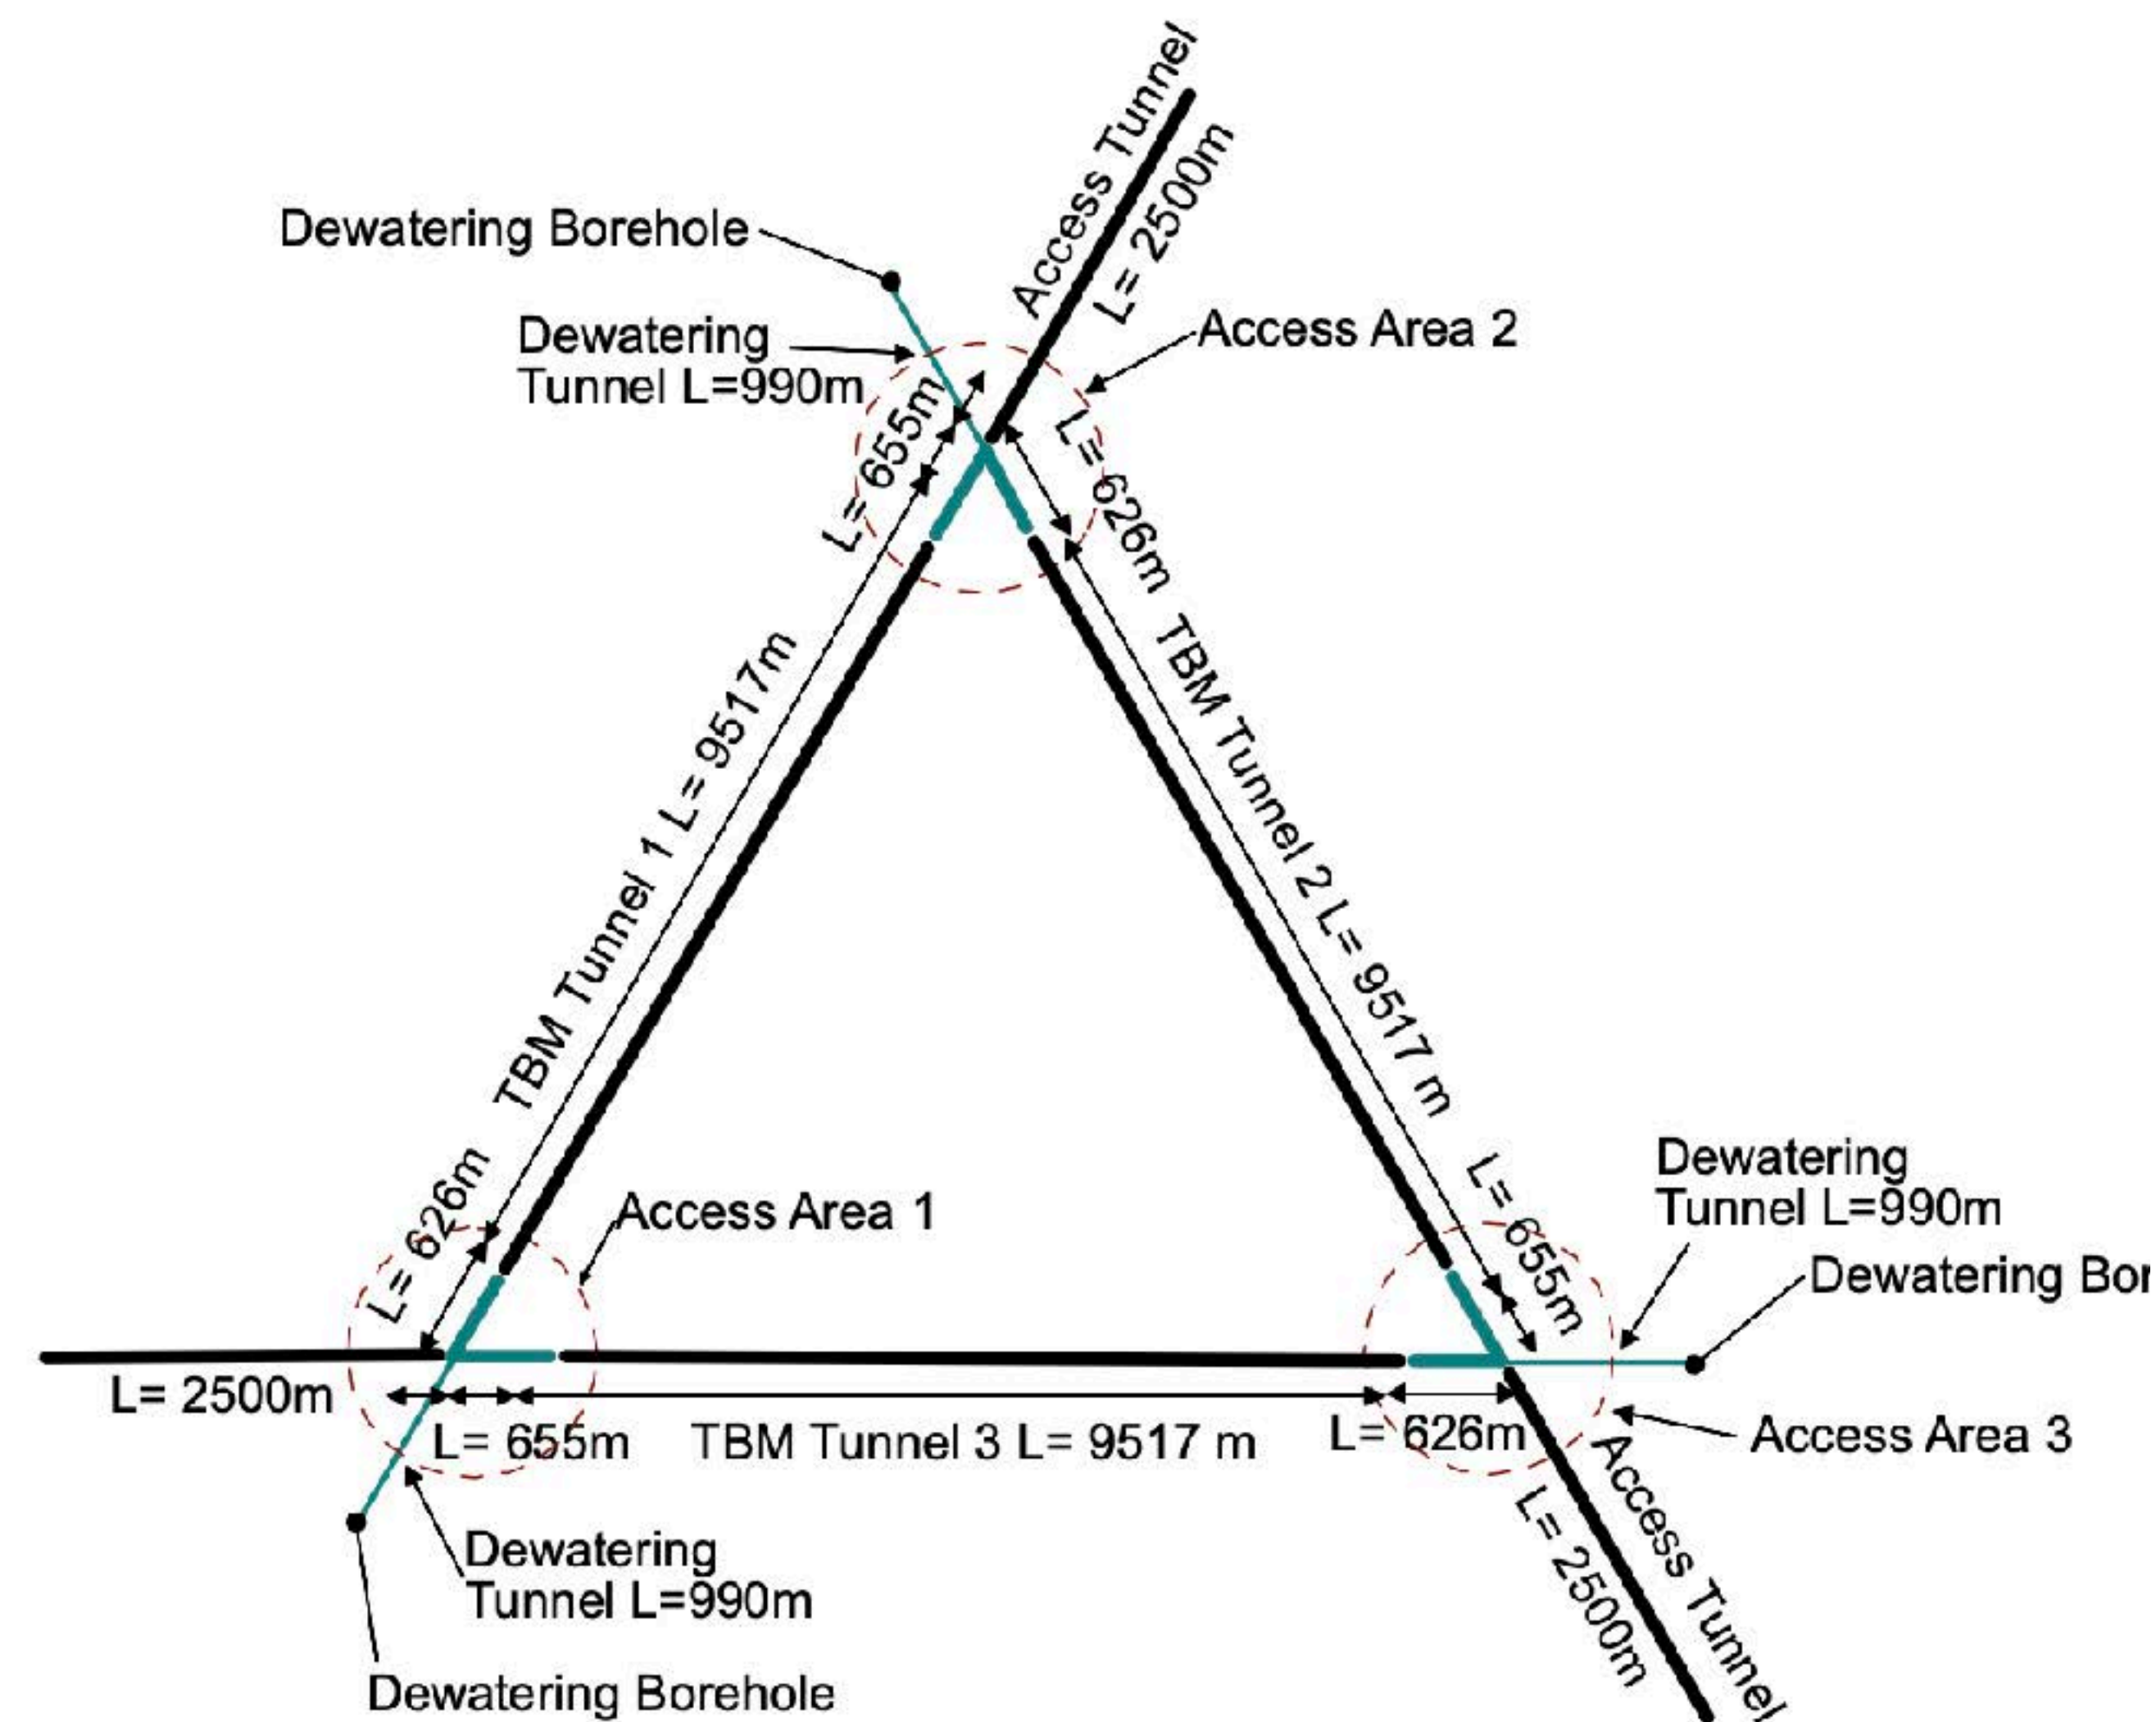 Access Tunnel
L= 2500m
Dewatering Borehole
Dewatering
Tunnel L=990m
Access Area 2
L= 655m
L= 626m
TBM Tunnel 1 L= 9517m
TBM Tunnel 2 L= 9517 m
L= 626m
Access Area 1
L= 655m
Dewatering
Tunnel L=990m
Dewatering Bor
L= 2500m
L= 655m
TBM Tunnel 3 L= 9517 m
L= 626m
Access Area 3
Access Tunnel
L= 2500m
Dewatering
Tunnel L=990m
Dewatering Borehole